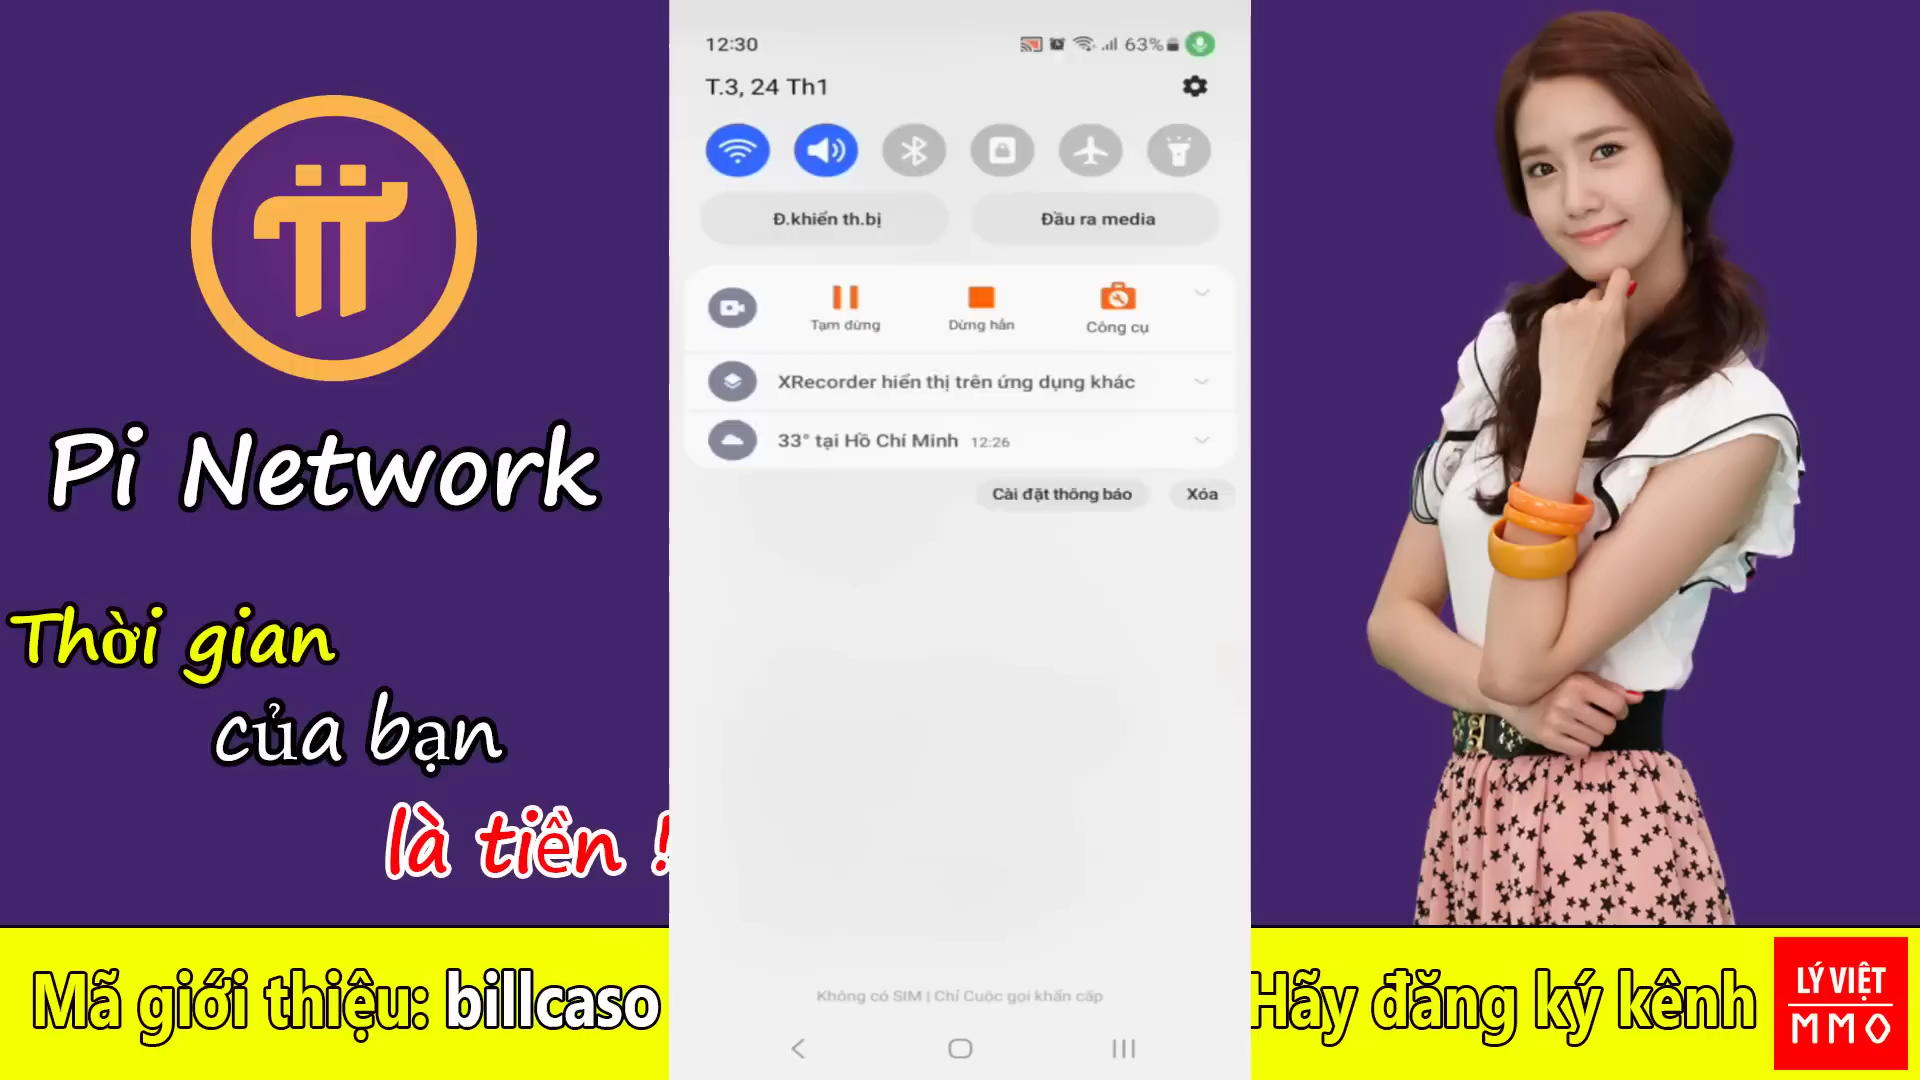 Pi Network
Thời gian
của bạn
là tiền !
Mã giới thiệu: billcaso
12:30
63%
T.3, 24 Th1
Đ.khiển th.bị
Đầu ra media
Tạm dừng
Dừng hẳn
Công cụ
XRecorder hiển thị trên ứng dụng khác
33° tại Hồ Chí Minh 12:26
Cài đặt thông báo
Xóa
Không có SIM | Chỉ Cuộc gọi khẩn cấp
Hãy đăng ký kênh
LÝ VIỆT
MMO